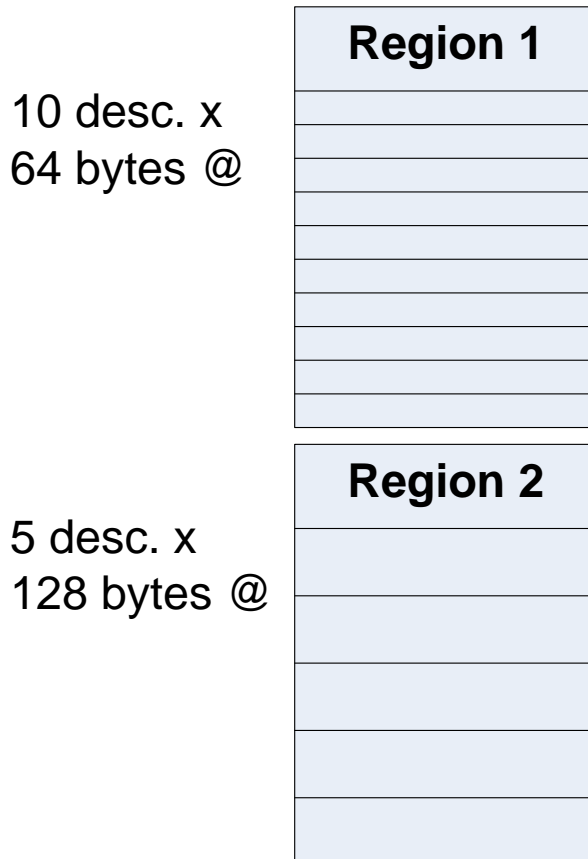 Region 1
10 desc. x
64 bytes @
Region 2
5 desc. x
128 bytes @